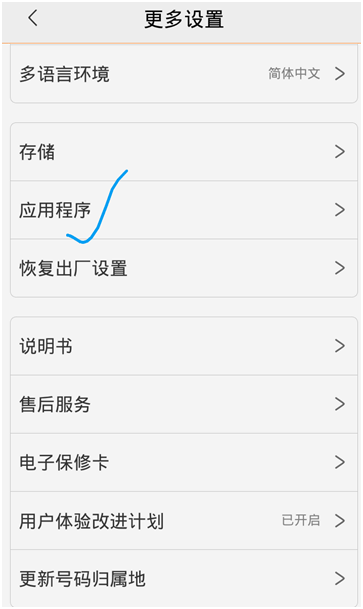 更多设置
多语言环境 简体中文
存储
应用程序
恢复出厂设置
说明书
售后服务
电子保修卡
用户体验改进计划 已开启
更新号码归属地